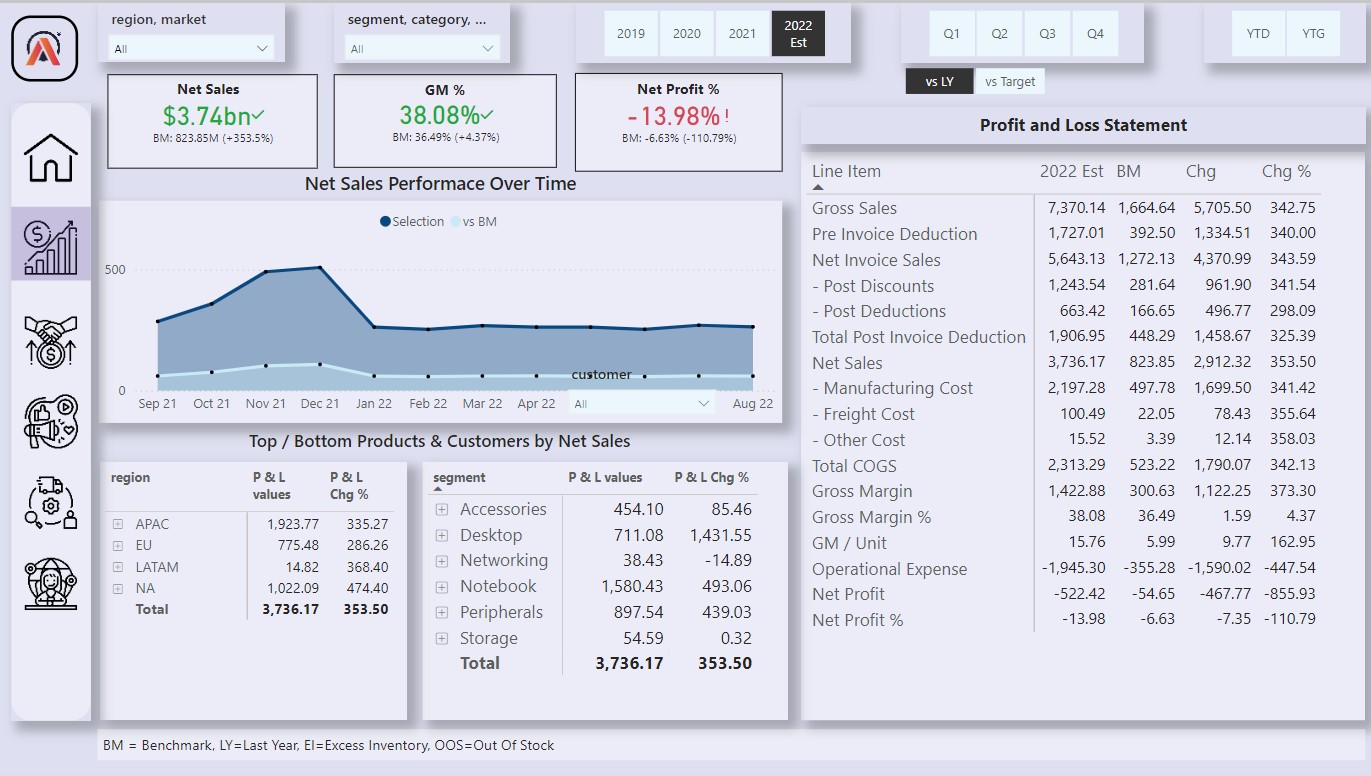 region, market
All
segment, category, ...
All
2019 2020 2021 2022 Est
Q1 Q2 Q3 Q4
YTD YTG
vs LY vs Target
Net Sales
$3.74bn
BM: 823.85M (+353.5%)
GM %
38.08%
BM: 36.49% (+4.37%)
Net Profit %
-13.98% !
BM: -6.63% (-110.79%)
Net Sales Performace Over Time
Selection vs BM
500
0
customer
All
Sep 21 Oct 21 Nov 21 Dec 21 Jan 22 Feb 22 Mar 22 Apr 22 Aug 22
Top / Bottom Products & Customers by Net Sales
region P & L values P & L Chg %
APAC 1,923.77 335.27
EU 775.48 286.26
LATAM 14.82 368.40
NA 1,022.09 474.40
Total 3,736.17 353.50
segment P & L values P & L Chg %
Accessories 454.10 85.46
Desktop 711.08 1,431.55
Networking 38.43 -14.89
Notebook 1,580.43 493.06
Peripherals 897.54 439.03
Storage 54.59 0.32
Total 3,736.17 353.50
Profit and Loss Statement
Line Item 2022 Est BM Chg Chg %
Gross Sales 7,370.14 1,664.64 5,705.50 342.75
Pre Invoice Deduction 1,727.01 392.50 1,334.51 340.00
Net Invoice Sales 5,643.13 1,272.13 4,370.99 343.59
- Post Discounts 1,243.54 281.64 961.90 341.54
- Post Deductions 663.42 166.65 496.77 298.09
Total Post Invoice Deduction 1,906.95 448.29 1,458.67 325.39
Net Sales 3,736.17 823.85 2,912.32 353.50
- Manufacturing Cost 2,197.28 497.78 1,699.50 341.42
- Freight Cost 100.49 22.05 78.43 355.64
- Other Cost 15.52 3.39 12.14 358.03
Total COGS 2,313.29 523.22 1,790.07 342.13
Gross Margin 1,422.88 300.63 1,122.25 373.30
Gross Margin % 38.08 36.49 1.59 4.37
GM / Unit 15.76 5.99 9.77 162.95
Operational Expense -1,945.30 -355.28 -1,590.02 -447.54
Net Profit -522.42 -54.65 -467.77 -855.93
Net Profit % -13.98 -6.63 -7.35 -110.79
BM = Benchmark, LY=Last Year, EI=Excess Inventory, OOS=Out Of Stock